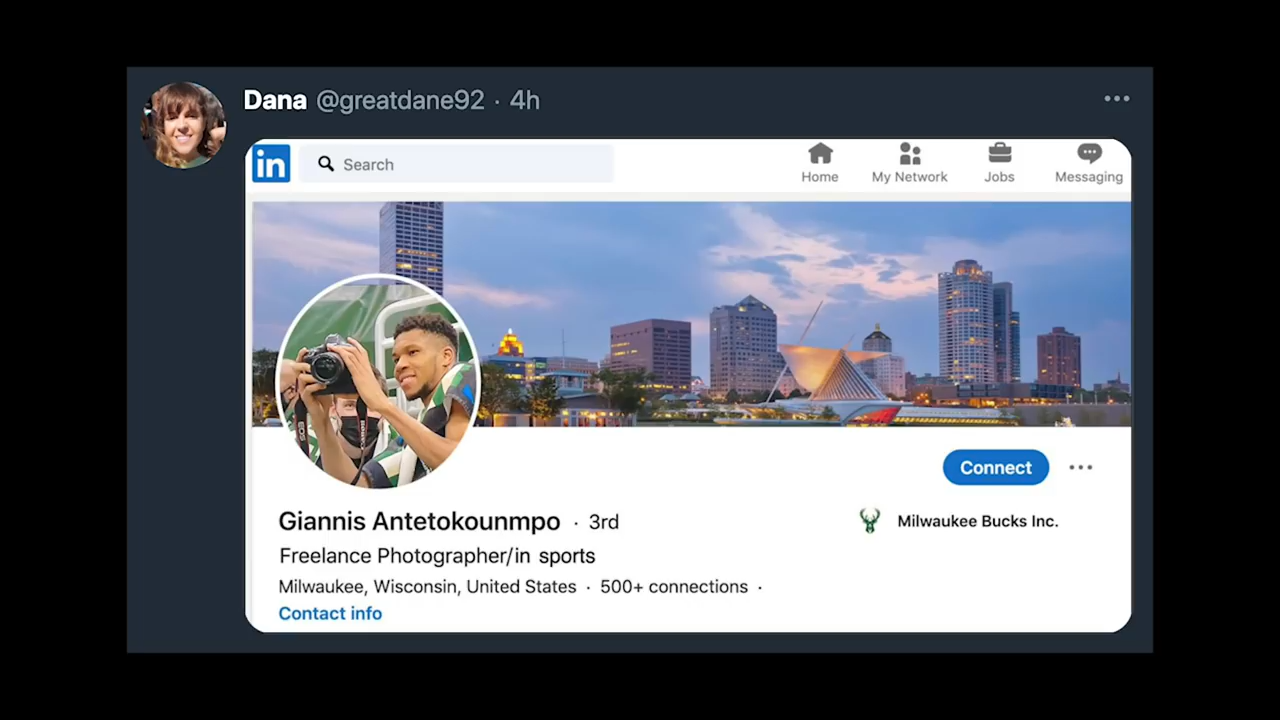 Dana @greatdane92 · 4h
in Search
Home My Network Jobs Messaging
Connect
Giannis Antetokounmpo · 3rd
Milwaukee Bucks Inc.
Freelance Photographer/in sports
Milwaukee, Wisconsin, United States · 500+ connections ·
Contact info